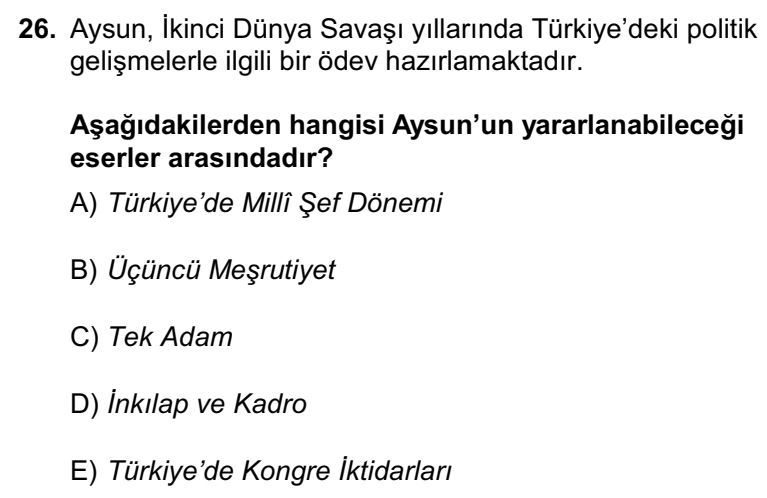 26. Aysun, İkinci Dünya Savaşı yıllarında Türkiye’deki politik
gelişmelerle ilgili bir ödev hazırlamaktadır.
Aşağıdakilerden hangisi Aysun’un yararlanabileceği
eserler arasındadır?
A) Türkiye’de Millî Şef Dönemi
B) Üçüncü Meşrutiyet
C) Tek Adam
D) İnkılap ve Kadro
E) Türkiye’de Kongre İktidarları